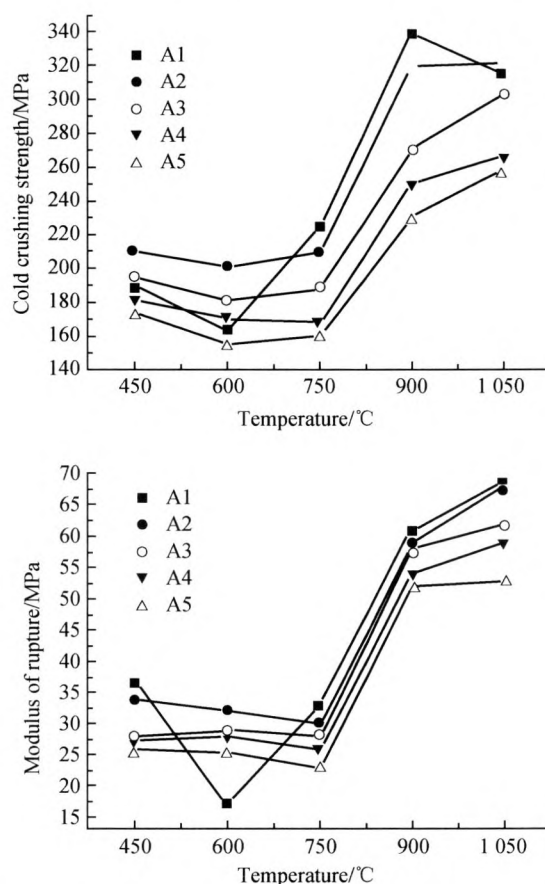 Cold crushing strength/MPa
340
320
300
280
260
240
220
200
180
160
140
A1
A2
A3
A4
A5
450 600 750 900 1 050
Temperature/°C
Modulus of rupture/MPa
70
65
60
55
50
45
40
35
30
25
20
15
A1
A2
A3
A4
A5
450 600 750 900 1 050
Temperature/°C